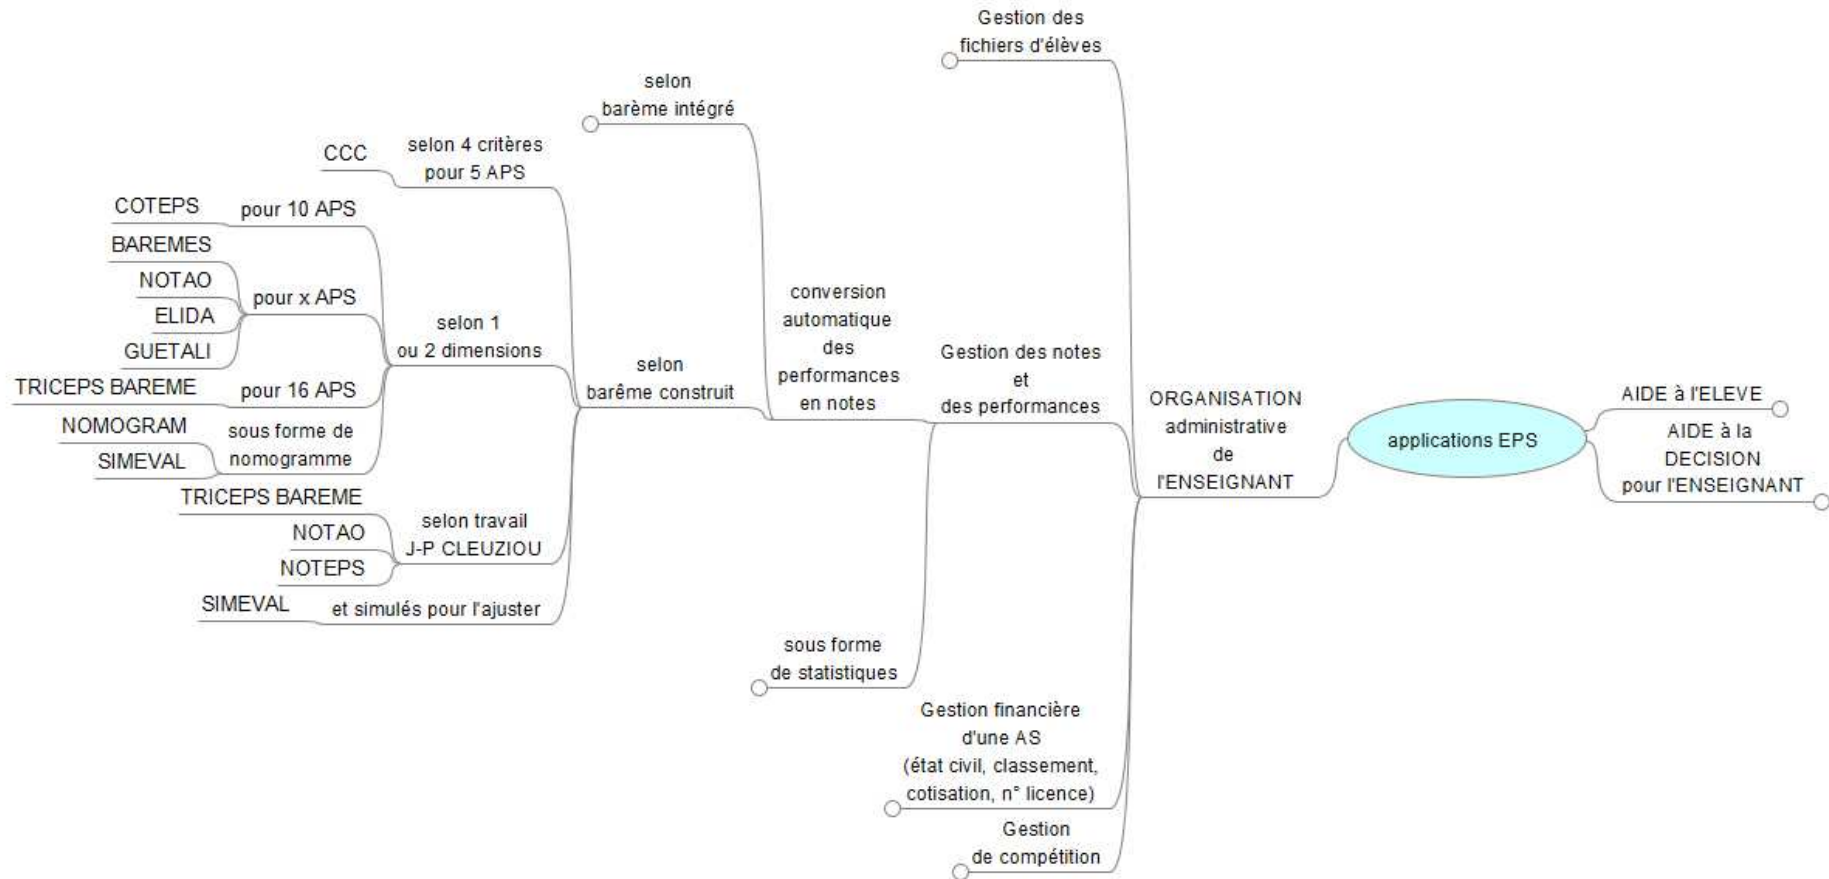 Gestion des
fichiers d'élèves
selon
barème intégré
selon 4 critères
pour 5 APS
CCC
COTEPS
pour 10 APS
BAREMES
NOTAO
ELIDA
GUETALI
pour x APS
TRICEPS BAREME
pour 16 APS
NOMOGRAM
SIMEVAL
sous forme de
nomogramme
selon 1
ou 2 dimensions
TRICEPS BAREME
NOTAO
NOTEPS
selon travail
J-P CLEUZIOU
SIMEVAL
et simulés pour l'ajuster
selon
barême construit
conversion
automatique
des
performances
en notes
sous forme
de statistiques
Gestion des notes
et
des performances
Gestion financière
d'une AS
(état civil, classement,
cotisation, n° licence)
Gestion
de compétition
ORGANISATION
administrative
de
l'ENSEIGNANT
applications EPS
AIDE à l'ELEVE
AIDE à la
DECISION
pour l'ENSEIGNANT